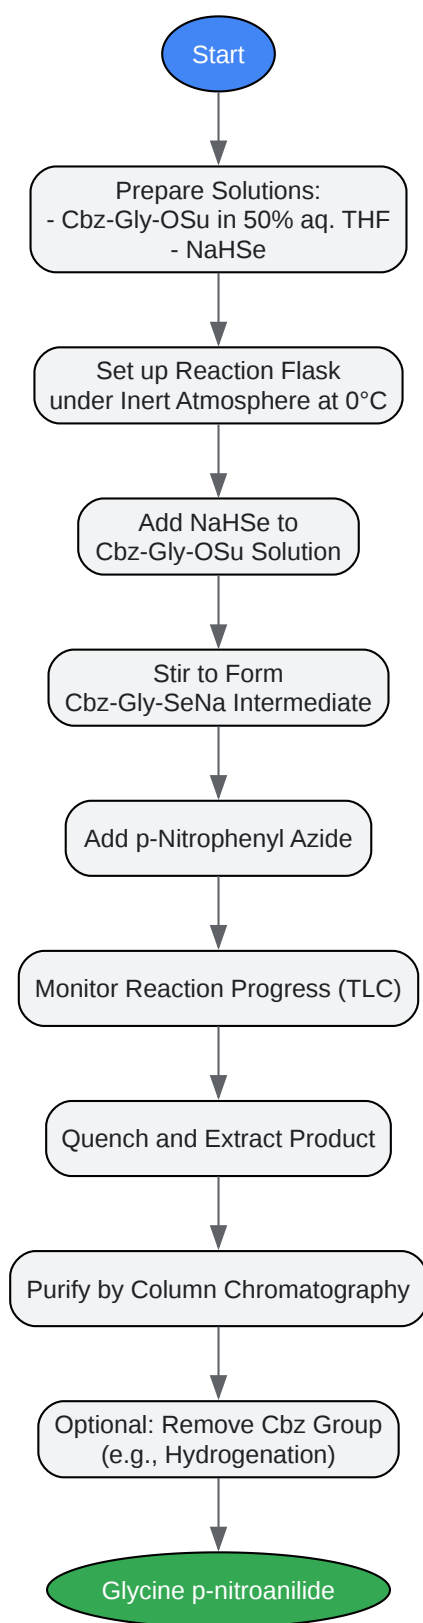 Start
Prepare Solutions:
- Cbz-Gly-OSu in 50% aq. THF
- NaHSe
Set up Reaction Flask
under Inert Atmosphere at 0°C
Add NaHSe to
Cbz-Gly-OSu Solution
Stir to Form
Cbz-Gly-SeNa Intermediate
Add p-Nitrophenyl Azide
Monitor Reaction Progress (TLC)
Quench and Extract Product
Purify by Column Chromatography
Optional: Remove Cbz Group
(e.g., Hydrogenation)
Glycine p-nitroanilide